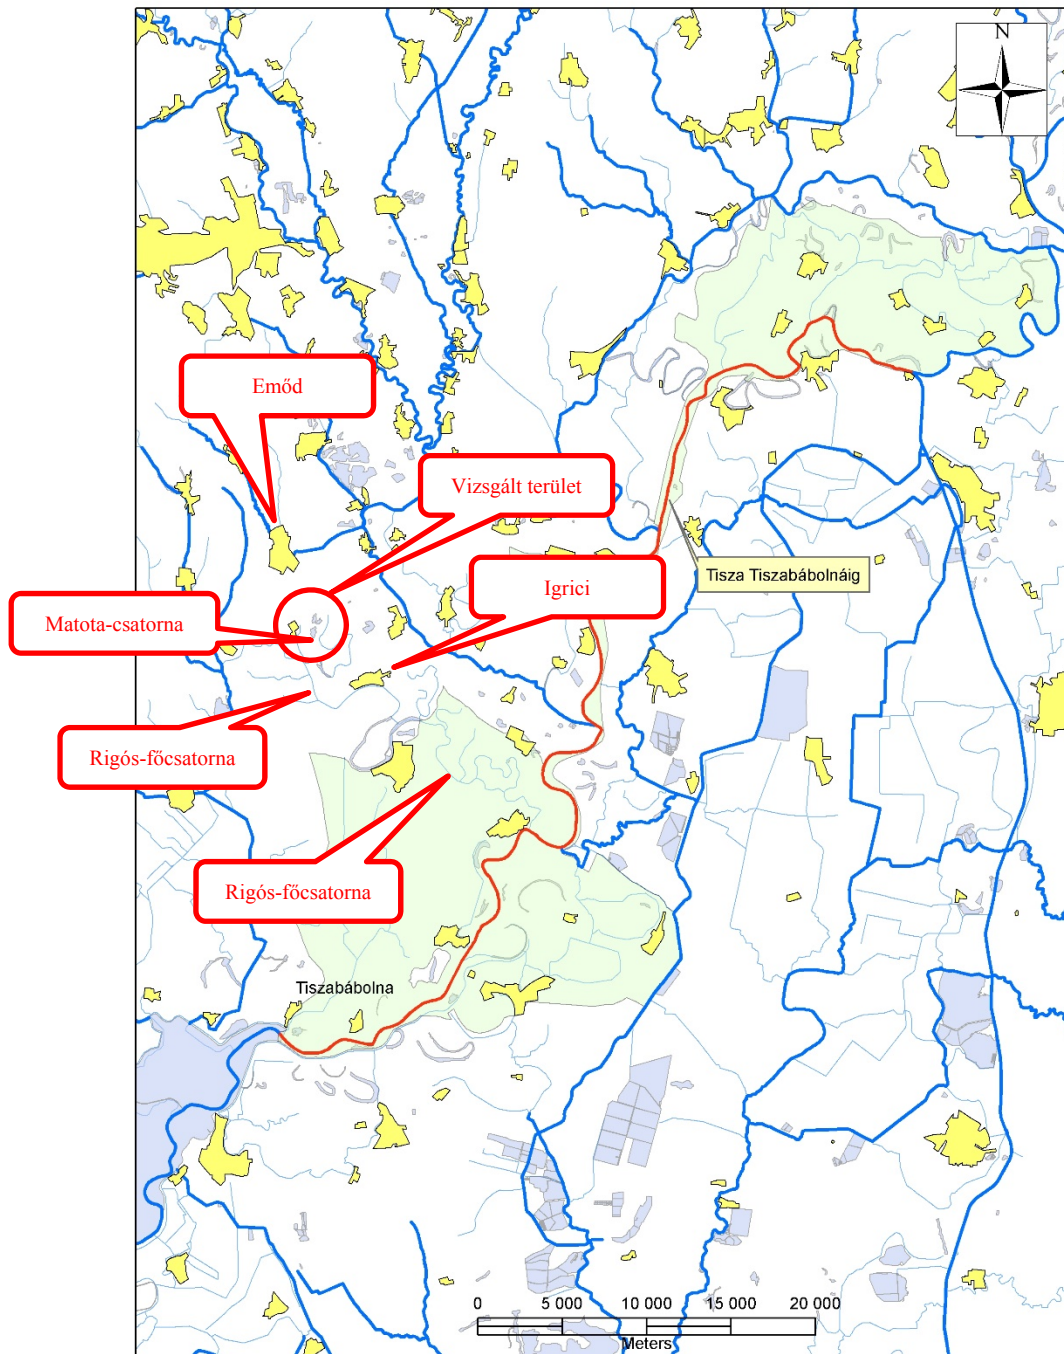 N
Emőd
Vizsgált terület
Tisza Tiszabábolnáig
Igrici
Matota-csatorna
Rigós-főcsatorna
Rigós-főcsatorna
Tiszabábolna
0 5 000 10 000 15 000 20 000
Meters